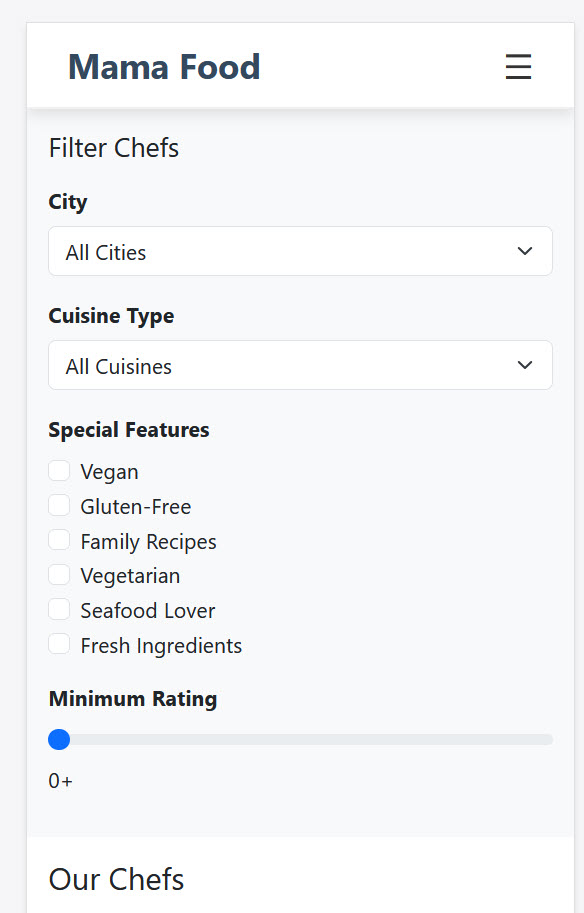 Mama Food
Filter Chefs
City
All Cities
Cuisine Type
All Cuisines
Special Features
Vegan
Gluten-Free
Family Recipes
Vegetarian
Seafood Lover
Fresh Ingredients
Minimum Rating
0+
Our Chefs